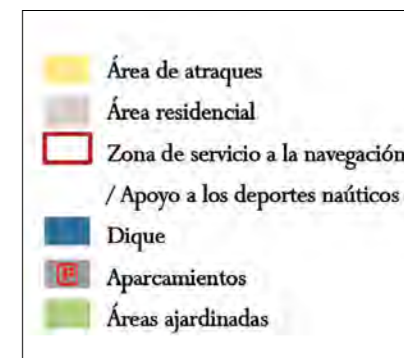 Área de atraques
Área residencial
Zona de servicio a la navegación
/ Apoyo a los deportes naúticos
Dique
Aparcamientos
Áreas ajardinadas